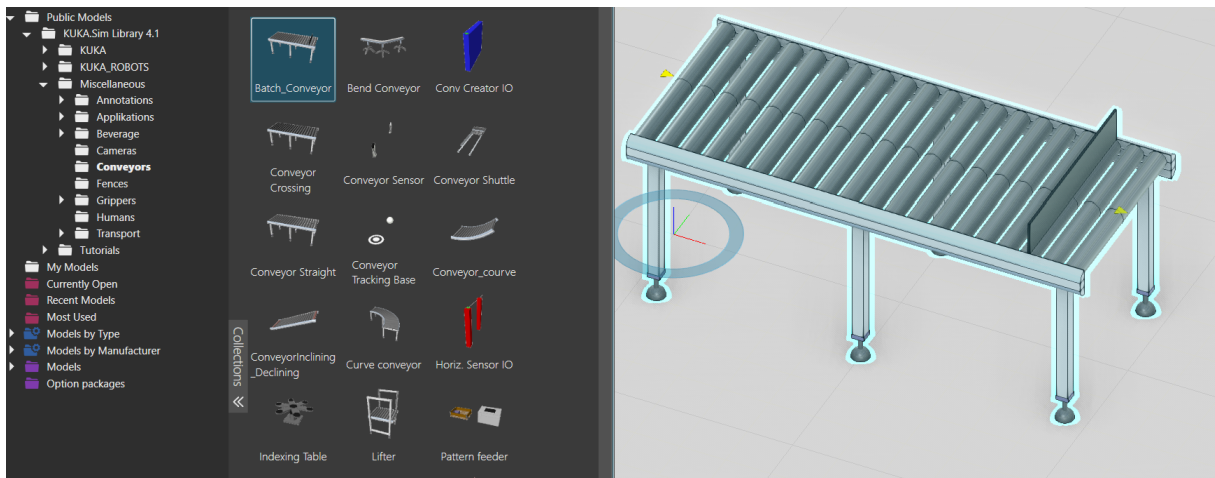 Public Models
KUKA.Sim Library 4.1
KUKA
KUKA_ROBOTS
Miscellaneous
Annotations
Applikations
Beverage
Cameras
Conveyors
Fences
Grippers
Humans
Transport
Tutorials
My Models
Currently Open
Recent Models
Most Used
Models by Type
Models by Manufacturer
Models
Option packages
Collections
Batch_Conveyor
Bend Conveyor
Conv Creator IO
Conveyor
Crossing
Conveyor Sensor
Conveyor Shuttle
Conveyor Straight
Conveyor
Tracking Base
Conveyor_courve
ConveyorInclining
_Declining
Curve conveyor
Horiz. Sensor IO
Indexing Table
Lifter
Pattern feeder